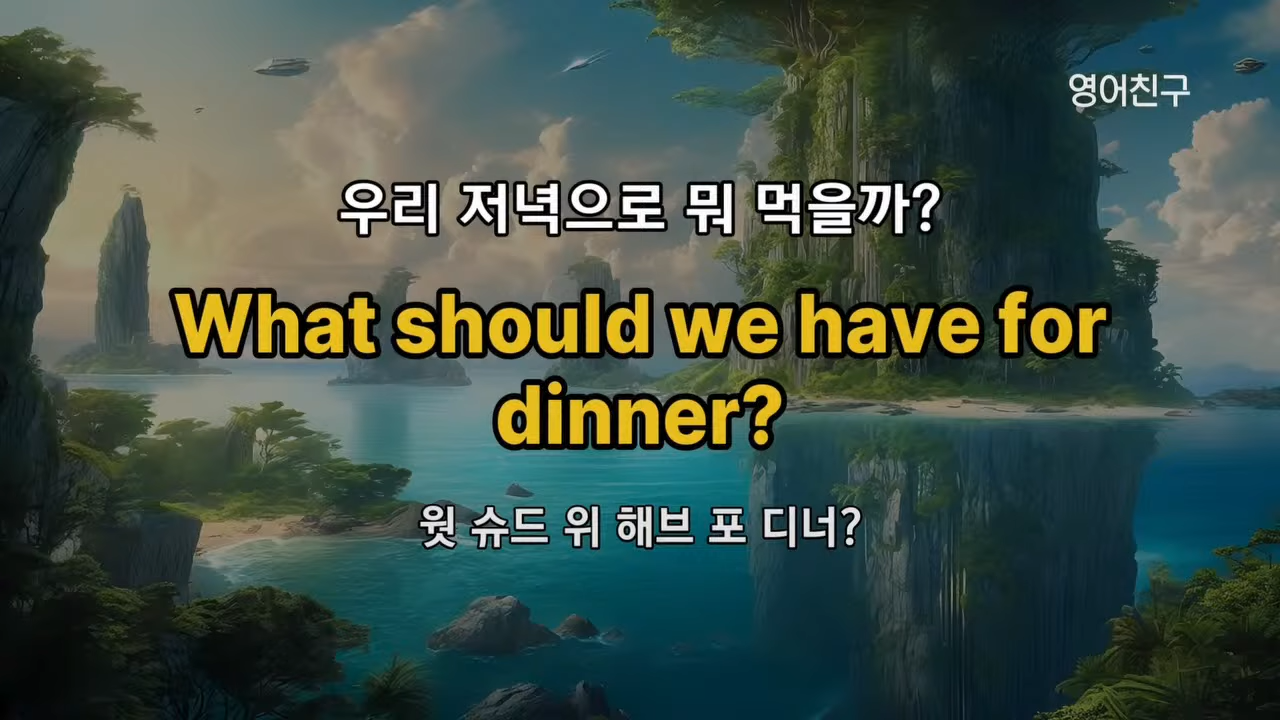 영어친구
우리 저녁으로 뭐 먹을까?
What should we have for
dinner?
웟 슈드 위 해브 포 디너?